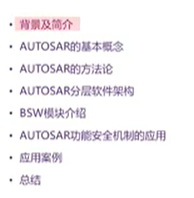 • 背景及简介
• AUTOSAR的基本概念
• AUTOSAR的方法论
• AUTOSAR分层软件架构
• BSW模块介绍
• AUTOSAR功能安全机制的应用
• 应用案例
• 总结